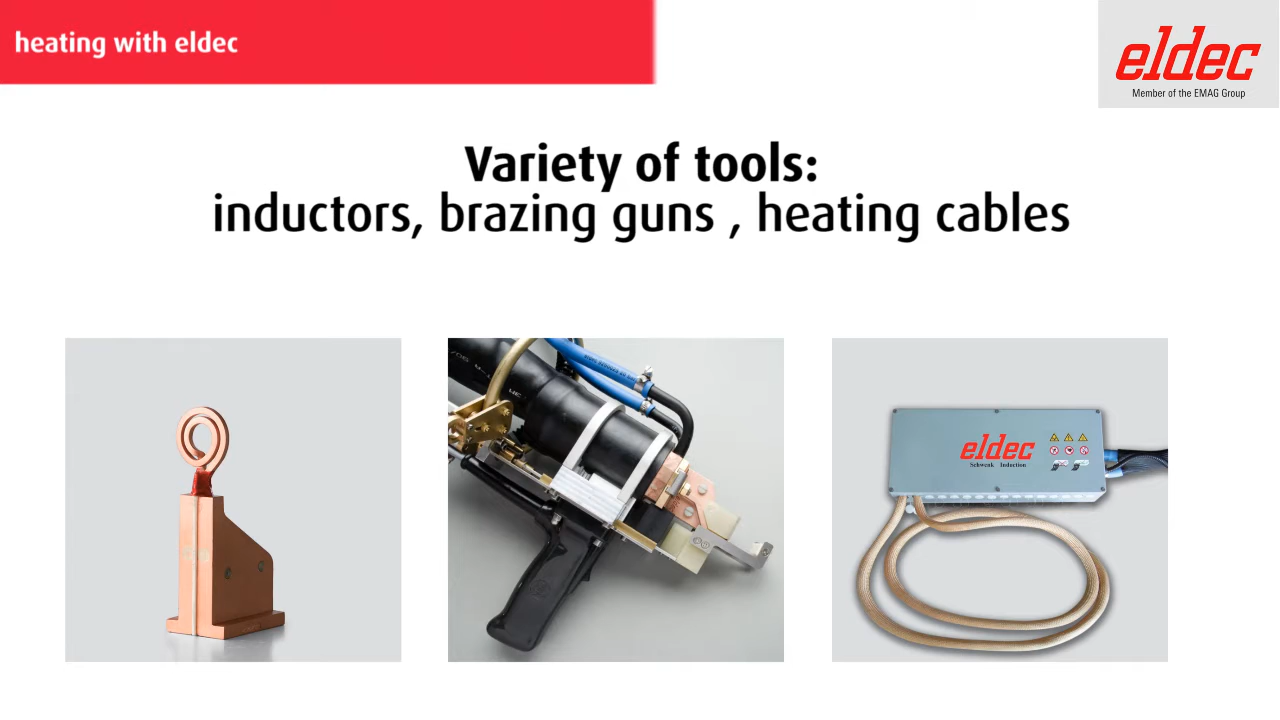 heating with eldec
eldec
Member of the EMAG Group
Variety of tools:
inductors, brazing guns , heating cables
eldec
Schwenk Induction